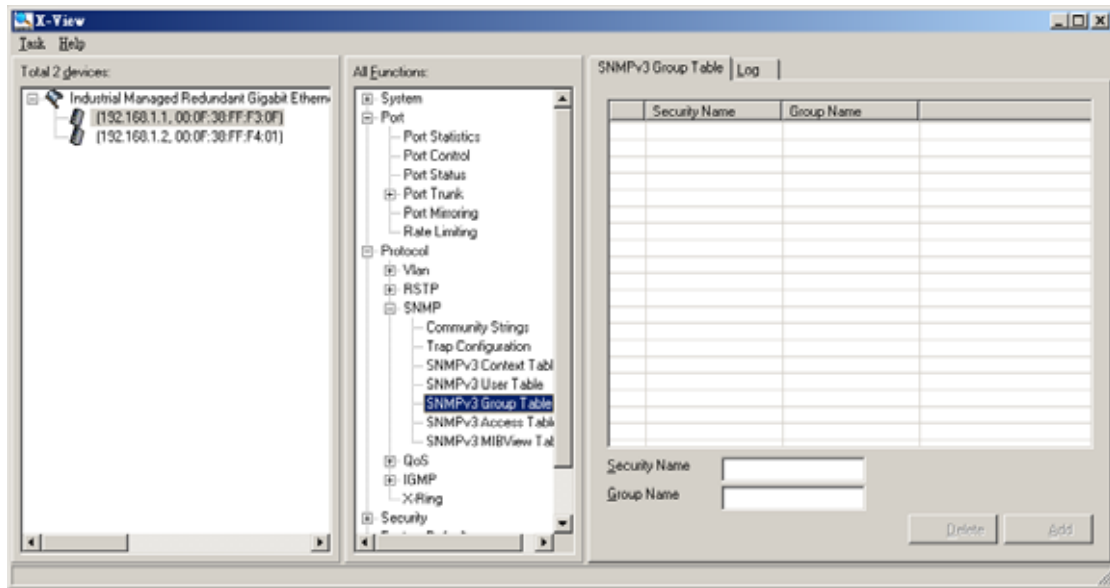 X-View
Task Help
Total 2 devices:
Industrial Managed Redundant Gigabit Ethern
(192.168.1.1, 00:0F:38:FF:F3:0F)
(192.168.1.2, 00:0F:38:FF:F4:01)
All Functions:
System
Port
Port Statistics
Port Control
Port Status
Port Trunk
Port Mirroring
Rate Limiting
Protocol
Vlan
RSTP
SNMP
Community Strings
Trap Configuration
SNMPv3 Context Tabl
SNMPv3 User Table
SNMPv3 Group Table
SNMPv3 Access Tabl
SNMPv3 MIBView Tal
QoS
IGMP
X-Ring
Security
SNMPv3 Group Table Log
Security Name Group Name
Security Name
Group Name
Delete Add